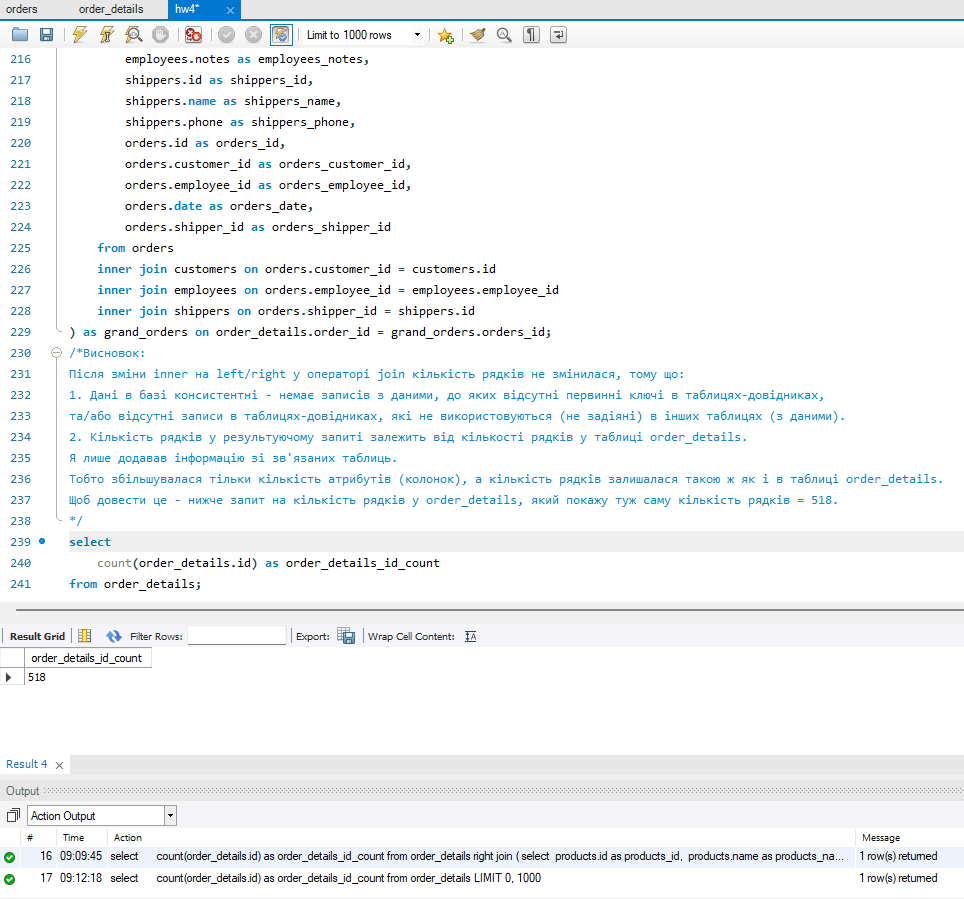 orders order_details hw4*
Limit to 1000 rows
216 employees.notes as employees_notes,
217 shippers.id as shippers_id,
218 shippers.name as shippers_name,
219 shippers.phone as shippers_phone,
220 orders.id as orders_id,
221 orders.customer_id as orders_customer_id,
222 orders.employee_id as orders_employee_id,
223 orders.date as orders_date,
224 orders.shipper_id as orders_shipper_id
225 from orders
226 inner join customers on orders.customer_id = customers.id
227 inner join employees on orders.employee_id = employees.employee_id
228 inner join shippers on orders.shipper_id = shippers.id
229 ) as grand_orders on order_details.order_id = grand_orders.orders_id;
230 /*Висновок:
231 Після зміни inner на left/right у операторі join кількість рядків не змінилася, тому що:
232 1. Дані в базі консистентні - немає записів з даними, до яких відсутні первинні ключі в таблицях-довідниках,
233 та/або відсутні записи в таблицях-довідниках, які не використовуються (не задіяні) в інших таблицях (з даними).
234 2. Кількість рядків у результуючому запиті залежить від кількості рядків у таблиці order_details.
235 Я лише додавав інформацію зі зв'язаних таблиць.
236 Тобто збільшувалася тільки кількість атрибутів (колонок), а кількість рядків залишалася такою ж як і в таблиці order_details.
237 Щоб довести це - нижче запит на кількість рядків у order_details, який покажу туж саму кількість рядків = 518.
238 */
239 select
240 count(order_details.id) as order_details_id_count
241 from order_details;
Result Grid Filter Rows: Export: Wrap Cell Content:
order_details_id_count
518
Result 4
Output
Action Output
# Time Action Message
16 09:09:45 select count(order_details.id) as order_details_id_count from order_details right join ( select products.id as products_id, products.name as products_na... 1 row(s) returned
17 09:12:18 select count(order_details.id) as order_details_id_count from order_details LIMIT 0, 1000 1 row(s) returned